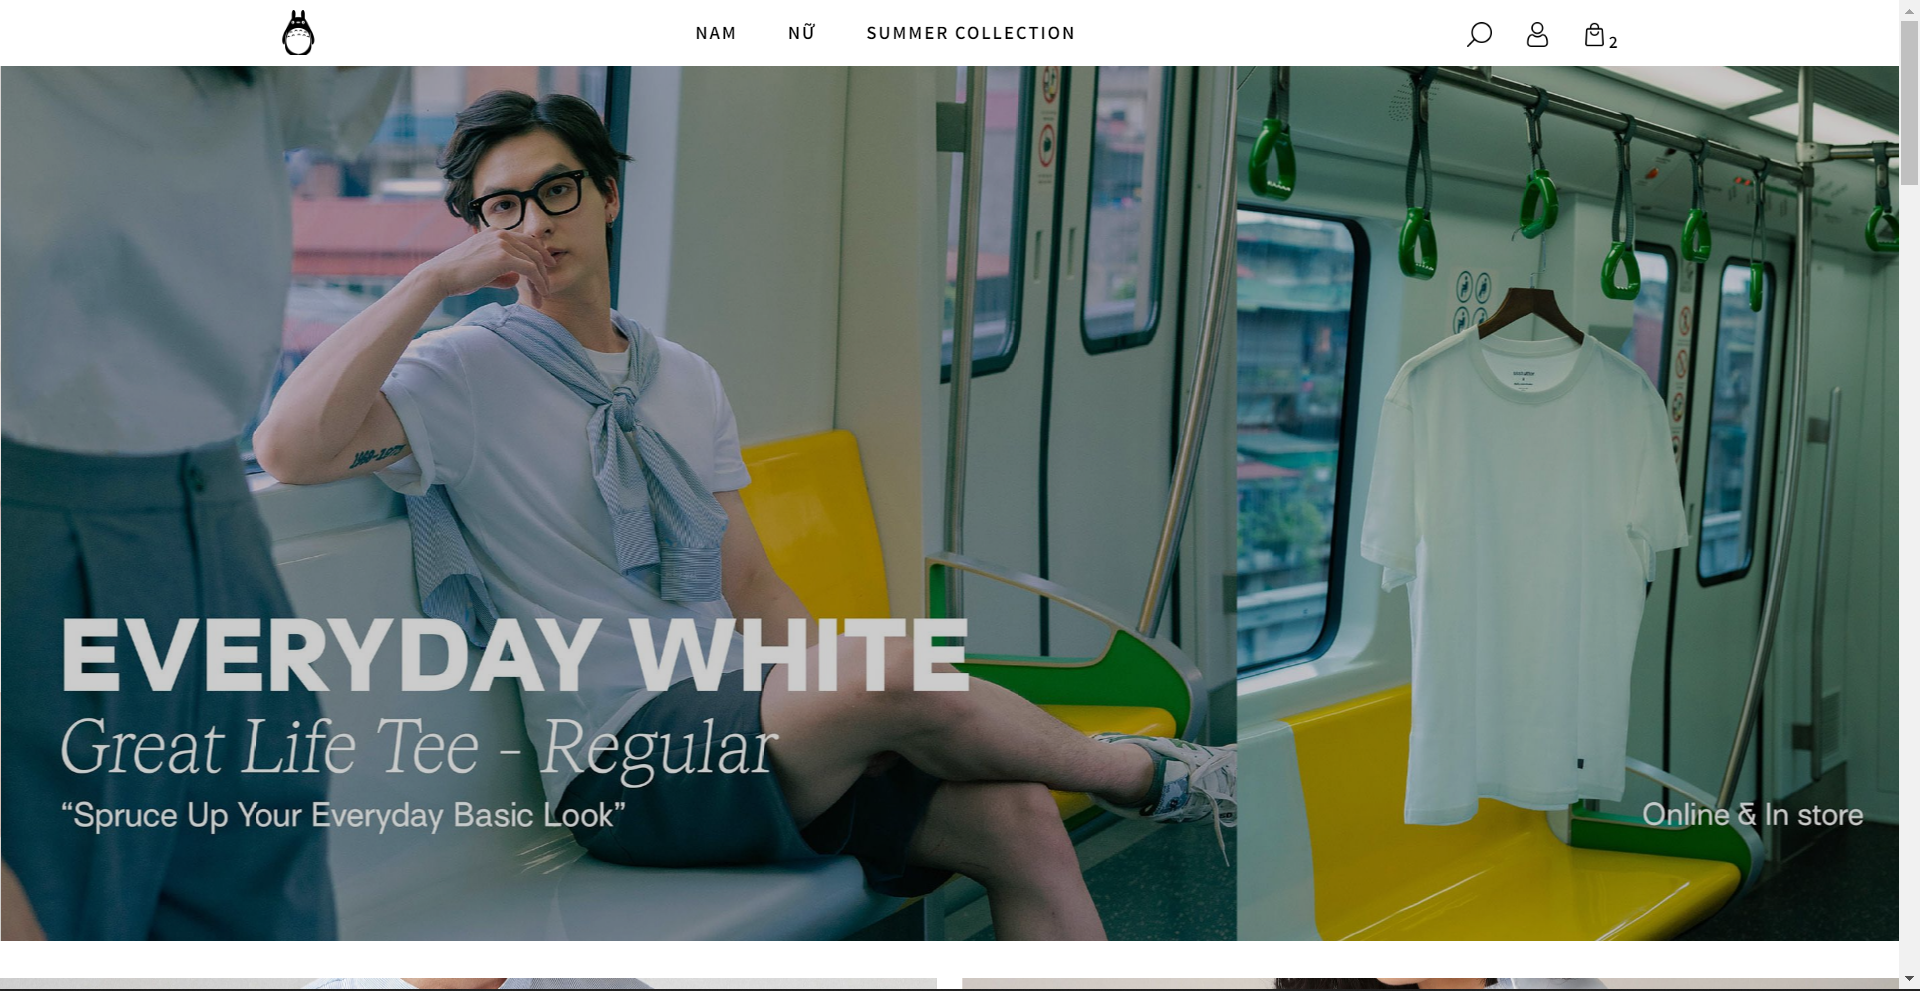 NAM NỮ SUMMER COLLECTION 2
EVERYDAY WHITE
Great Life Tee - Regular
“Spruce Up Your Everyday Basic Look”
Online & In store